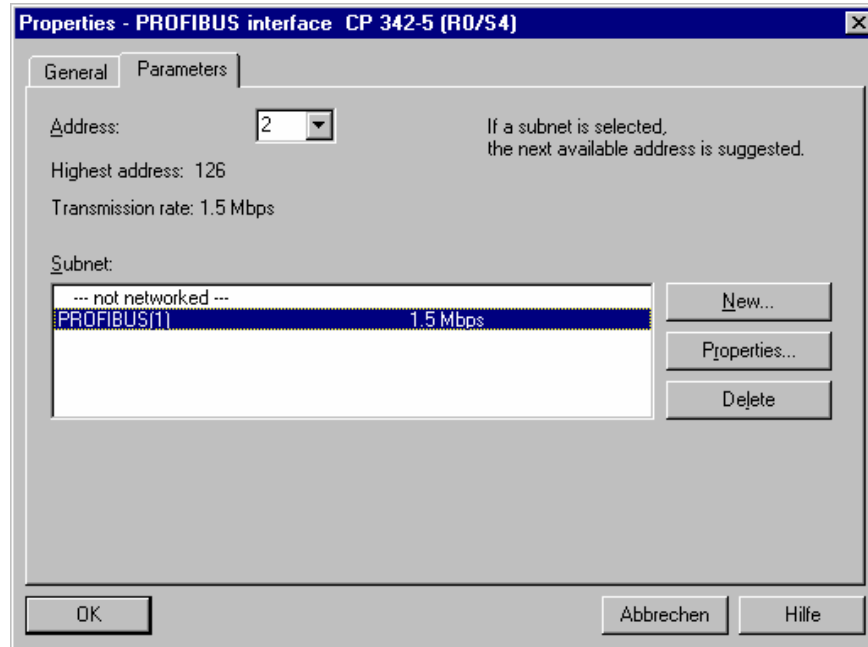 Properties - PROFIBUS interface CP 342-5 (R0/S4)
General Parameters
Address: 2
If a subnet is selected,
the next available address is suggested.
Highest address: 126
Transmission rate: 1.5 Mbps
Subnet:
--- not networked ---
PROFIBUS(1) 1.5 Mbps
New...
Properties...
Delete
OK Abbrechen Hilfe